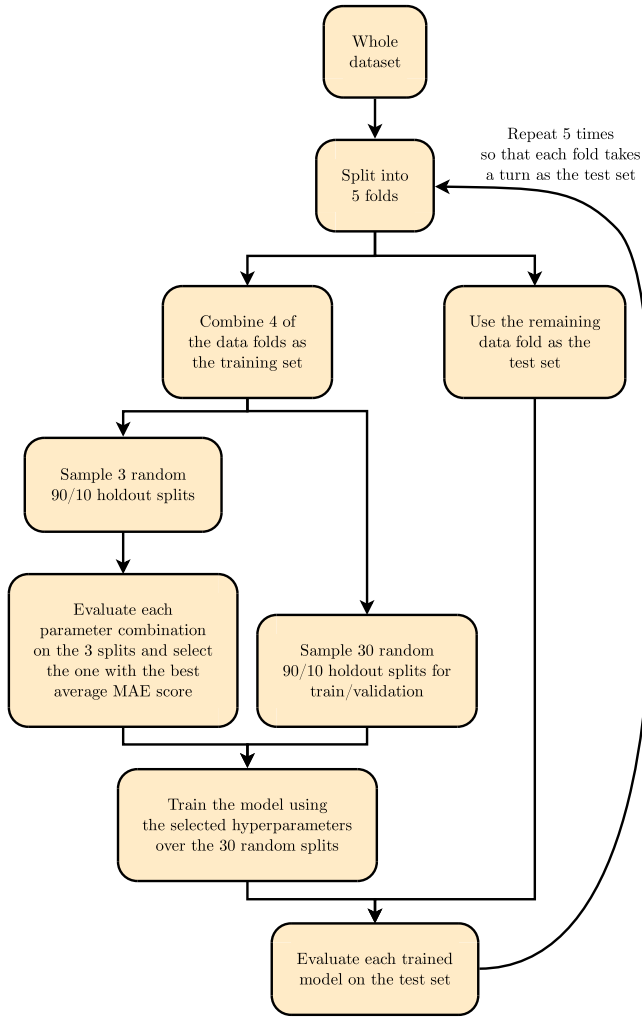 Whole
dataset
Repeat 5 times
so that each fold takes
a turn as the test set
Split into
5 folds
Combine 4 of
the data folds as
the training set
Use the remaining
data fold as the
test set
Sample 3 random
90/10 holdout splits
Evaluate each
parameter combination
on the 3 splits and select
the one with the best
average MAE score
Sample 30 random
90/10 holdout splits for
train/validation
Train the model using
the selected hyperparameters
over the 30 random splits
Evaluate each trained
model on the test set